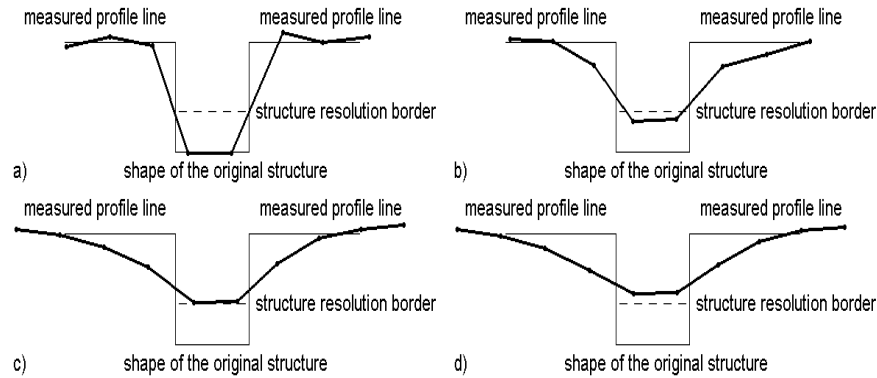 measured profile line measured profile line measured profile line measured profile line
structure resolution border structure resolution border
a) shape of the original structure b) shape of the original structure
measured profile line measured profile line measured profile line measured profile line
structure resolution border structure resolution border
c) shape of the original structure d) shape of the original structure